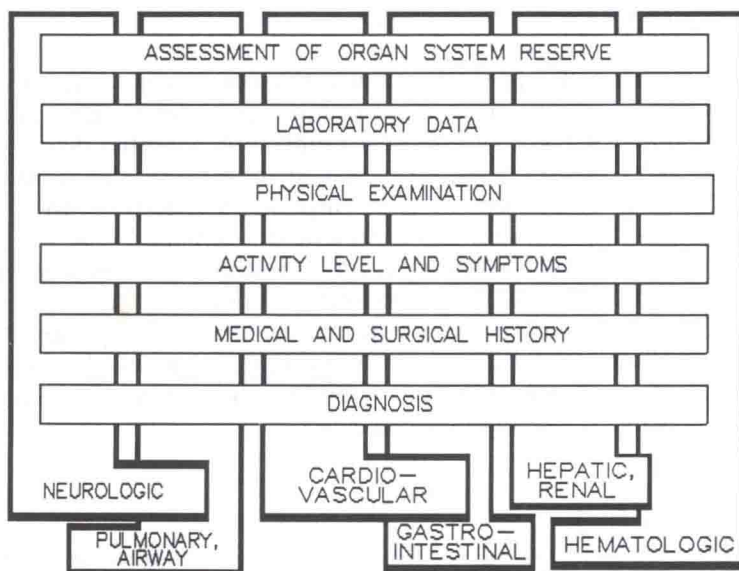 ASSESSMENT OF ORGAN SYSTEM RESERVE
LABORATORY DATA
PHYSICAL EXAMINATION
ACTIVITY LEVEL AND SYMPTOMS
MEDICAL AND SURGICAL HISTORY
DIAGNOSIS
NEUROLOGIC
PULMONARY,
AIRWAY
CARDIO-
VASCULAR
GASTRO-
INTESTINAL
HEPATIC,
RENAL
HEMATOLOGIC